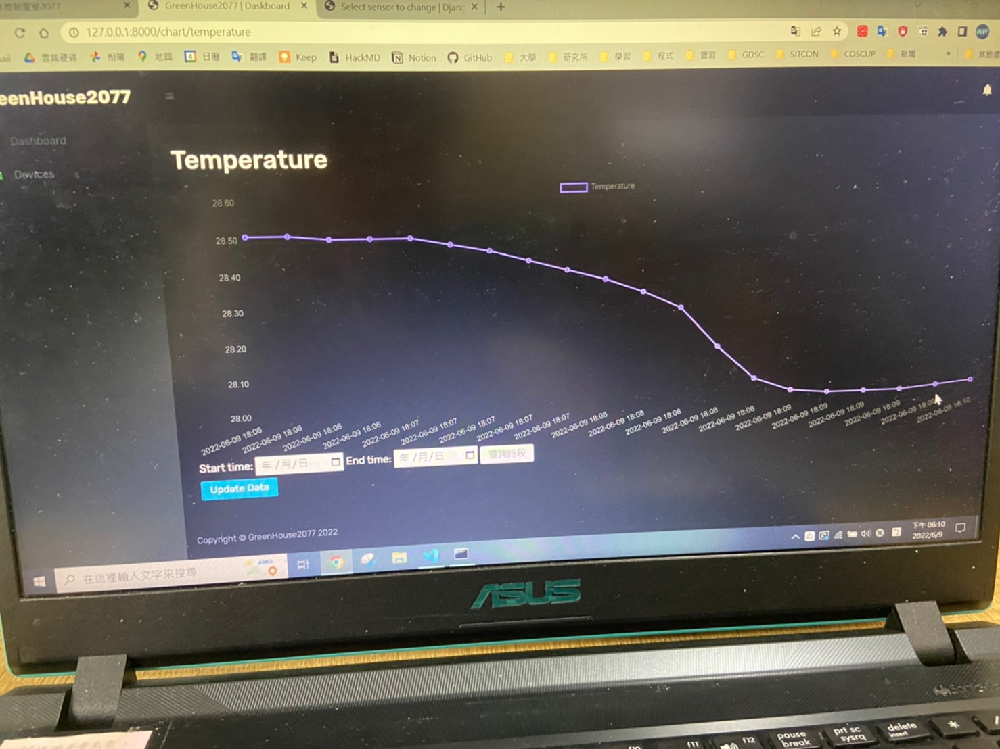 GreenHouse2077 | Daskboard
Select sensor to change | Djang
127.0.0.1:8000/chart/temperature
ail 雲端硬碟 相簿 地圖 日曆 翻譯 Keep HackMD Notion GitHub 大學 研究所 學習 程式 實習 GDSC SITCON COSCUP 新聞 » 其他書
eenHouse2077
Dashboard
Devices
Temperature
Temperature
28.60
28.50
28.40
28.30
28.20
28.10
28.00
2022-06-09 18:06
2022-06-09 18:06
2022-06-09 18:06
2022-06-09 18:06
2022-06-09 18:07
2022-06-09 18:07
2022-06-09 18:07
2022-06-09 18:07
2022-06-09 18:07
2022-06-09 18:08
2022-06-09 18:08
2022-06-09 18:08
2022-06-09 18:08
2022-06-09 18:08
2022-06-09 18:09
2022-06-09 18:09
2022-06-09 18:09
2022-06-09 18:09
2022-06-09 18:09
2022-06-09 18:10
Start time: 年 /月/日 End time: 年 /月/日 查詢時段
Update Data
Copyright © GreenHouse2077 2022
下午 06:10
2022/6/9
在這裡輸入文字來搜尋
ASUS
f11 f12 pause break prt sc sysrq delete insert *